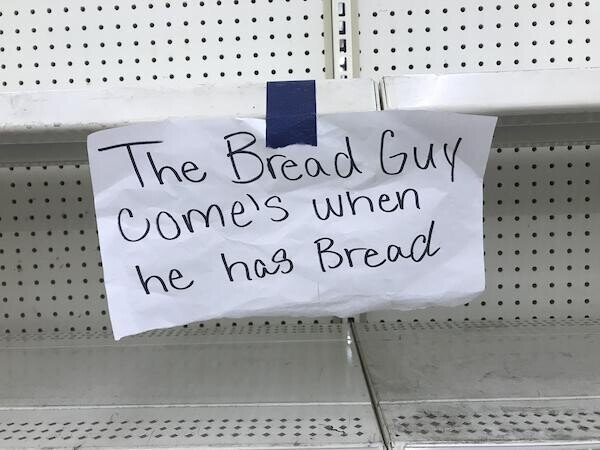 The Bread Guy
Come's when
he has Bread